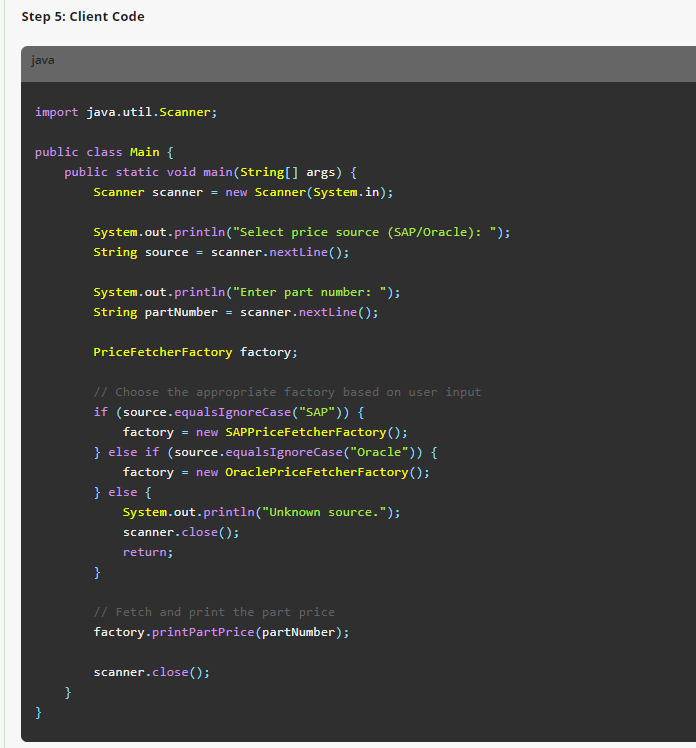 Step 5: Client Code
java
import java.util.Scanner;
public class Main {
    public static void main(String[] args) {
        Scanner scanner = new Scanner(System.in);
        System.out.println("Select price source (SAP/Oracle): ");
        String source = scanner.nextLine();
        System.out.println("Enter part number: ");
        String partNumber = scanner.nextLine();
        PriceFetcherFactory factory;
        // Choose the appropriate factory based on user input
        if (source.equalsIgnoreCase("SAP")) {
            factory = new SAPPriceFetcherFactory();
        } else if (source.equalsIgnoreCase("Oracle")) {
            factory = new OraclePriceFetcherFactory();
        } else {
            System.out.println("Unknown source.");
            scanner.close();
            return;
        }
        // Fetch and print the part price
        factory.printPartPrice(partNumber);
        scanner.close();
    }
}